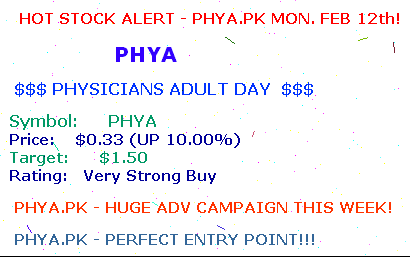 HOT STOCK ALERT - PHYA.PK MON. FEB 12th!
PHYA
$$$ PHYSICIANS ADULT DAY $$$
Symbol: PHYA
Price: $0.33 (UP 10.00%)
Target: $1.50
Rating: Very Strong Buy
PHYA.PK - HUGE ADV CAMPAIGN THIS WEEK!
PHYA.PK - PERFECT ENTRY POINT!!!